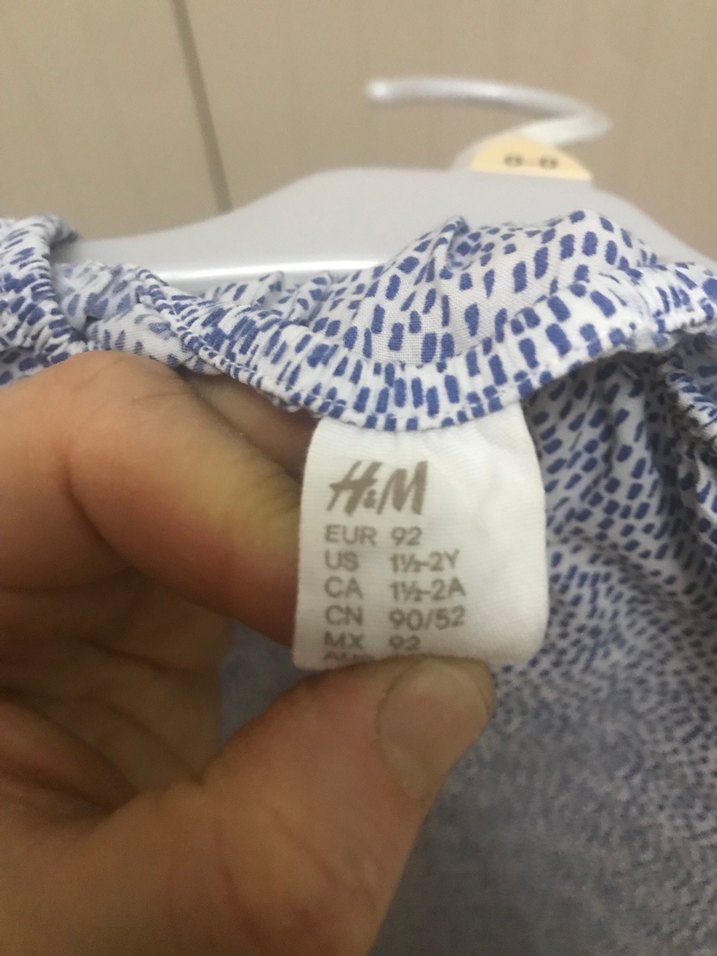 H&M
EUR 92
US 1½-2Y
CA 1½-2A
CN 90/52
MX 92